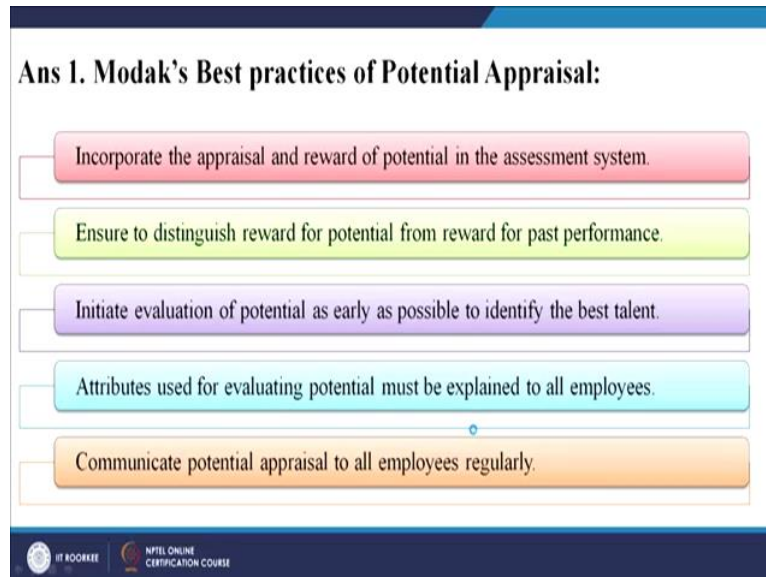 Ans 1. Modak's Best practices of Potential Appraisal:
Incorporate the appraisal and reward of potential in the assessment system.
Ensure to distinguish reward for potential from reward for past performance.
Initiate evaluation of potential as early as possible to identify the best talent.
Attributes used for evaluating potential must be explained to all employees.
Communicate potential appraisal to all employees regularly.
IIT ROORKEE
NPTEL ONLINE
CERTIFICATION COURSE